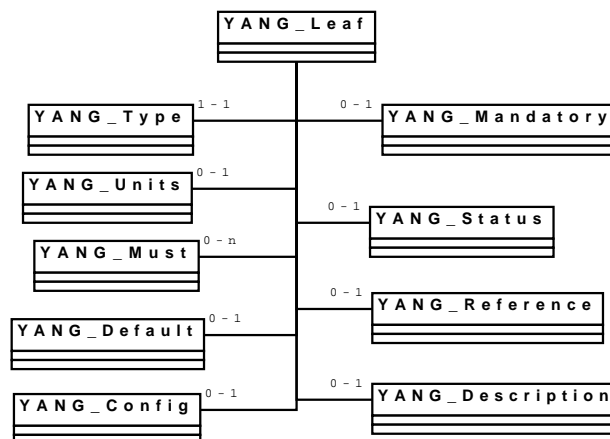 YANG_Leaf
1-1
0-1
YANG_Type
YANG_Mandatory
0-1
YANG_Units
0-1
YANG_Status
0-n
YANG_Must
0-1
YANG_Reference
0-1
YANG_Default
0-1
0-1
YANG_Description
YANG_Config